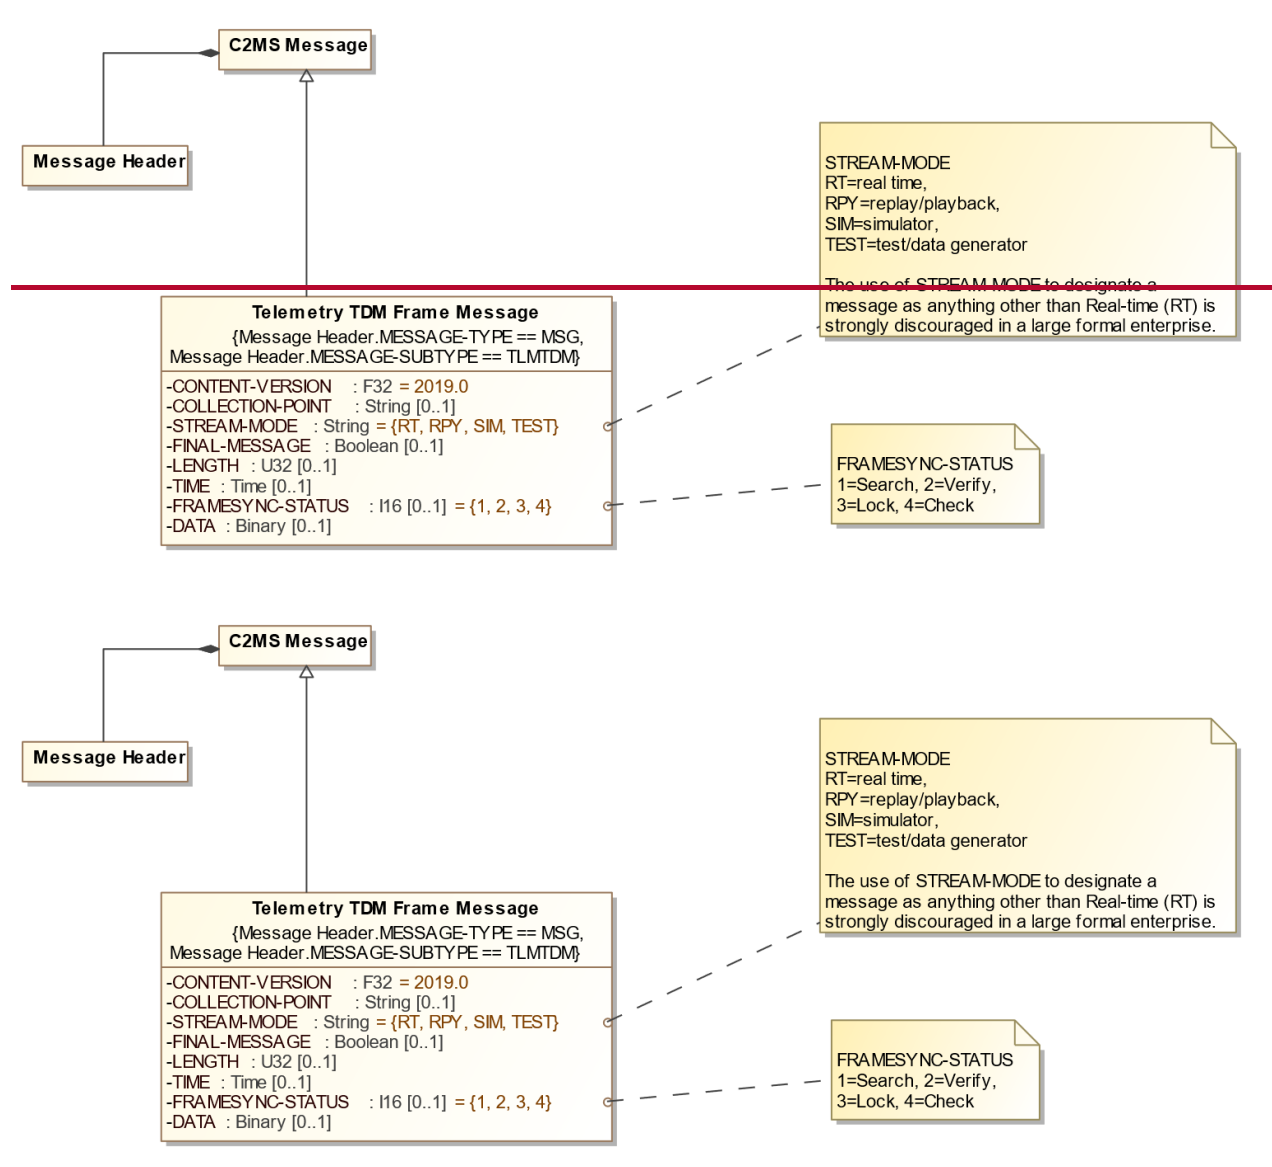 C2MS Message
Message Header
STREAM-MODE
RT=real time,
RPY=replay/playback,
SIM=simulator,
TEST=test/data generator
The use of STREAM-MODE to designate a
message as anything other than Real-time (RT) is
strongly discouraged in a large formal enterprise.
Telemetry TDM Frame Message
{Message Header.MESSAGE-TYPE == MSG,
Message Header.MESSAGE-SUBTYPE == TLMTDM}
-CONTENT-VERSION : F32 = 2019.0
-COLLECTION-POINT : String [0..1]
-STREAM-MODE : String = {RT, RPY, SIM, TEST}
-FINAL-MESSAGE : Boolean [0..1]
-LENGTH : U32 [0..1]
-TIME : Time [0..1]
-FRAMESYNC-STATUS : I16 [0..1] = {1, 2, 3, 4}
-DATA : Binary [0..1]
FRAMESYNC-STATUS
1=Search, 2=Verify,
3=Lock, 4=Check
C2MS Message
Message Header
STREAM-MODE
RT=real time,
RPY=replay/playback,
SIM=simulator,
TEST=test/data generator
The use of STREAM-MODE to designate a
message as anything other than Real-time (RT) is
strongly discouraged in a large formal enterprise.
Telemetry TDM Frame Message
{Message Header.MESSAGE-TYPE == MSG,
Message Header.MESSAGE-SUBTYPE == TLMTDM}
-CONTENT-VERSION : F32 = 2019.0
-COLLECTION-POINT : String [0..1]
-STREAM-MODE : String = {RT, RPY, SIM, TEST}
-FINAL-MESSAGE : Boolean [0..1]
-LENGTH : U32 [0..1]
-TIME : Time [0..1]
-FRAMESYNC-STATUS : I16 [0..1] = {1, 2, 3, 4}
-DATA : Binary [0..1]
FRAMESYNC-STATUS
1=Search, 2=Verify,
3=Lock, 4=Check